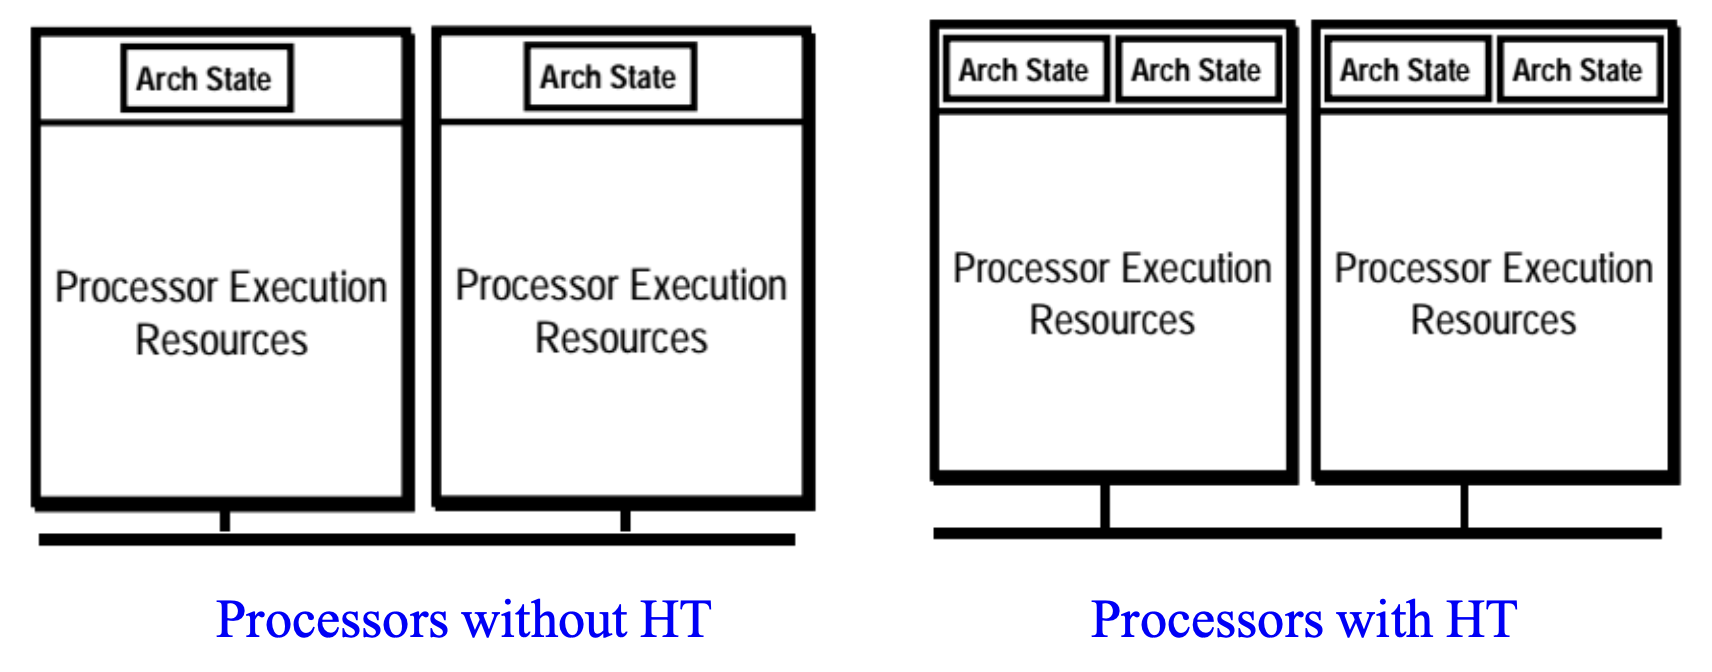 Arch State
Arch State
Arch State
Arch State
Arch State
Arch State
Processor Execution
Resources
Processor Execution
Resources
Processor Execution
Resources
Processor Execution
Resources
Processors without HT
Processors with HT